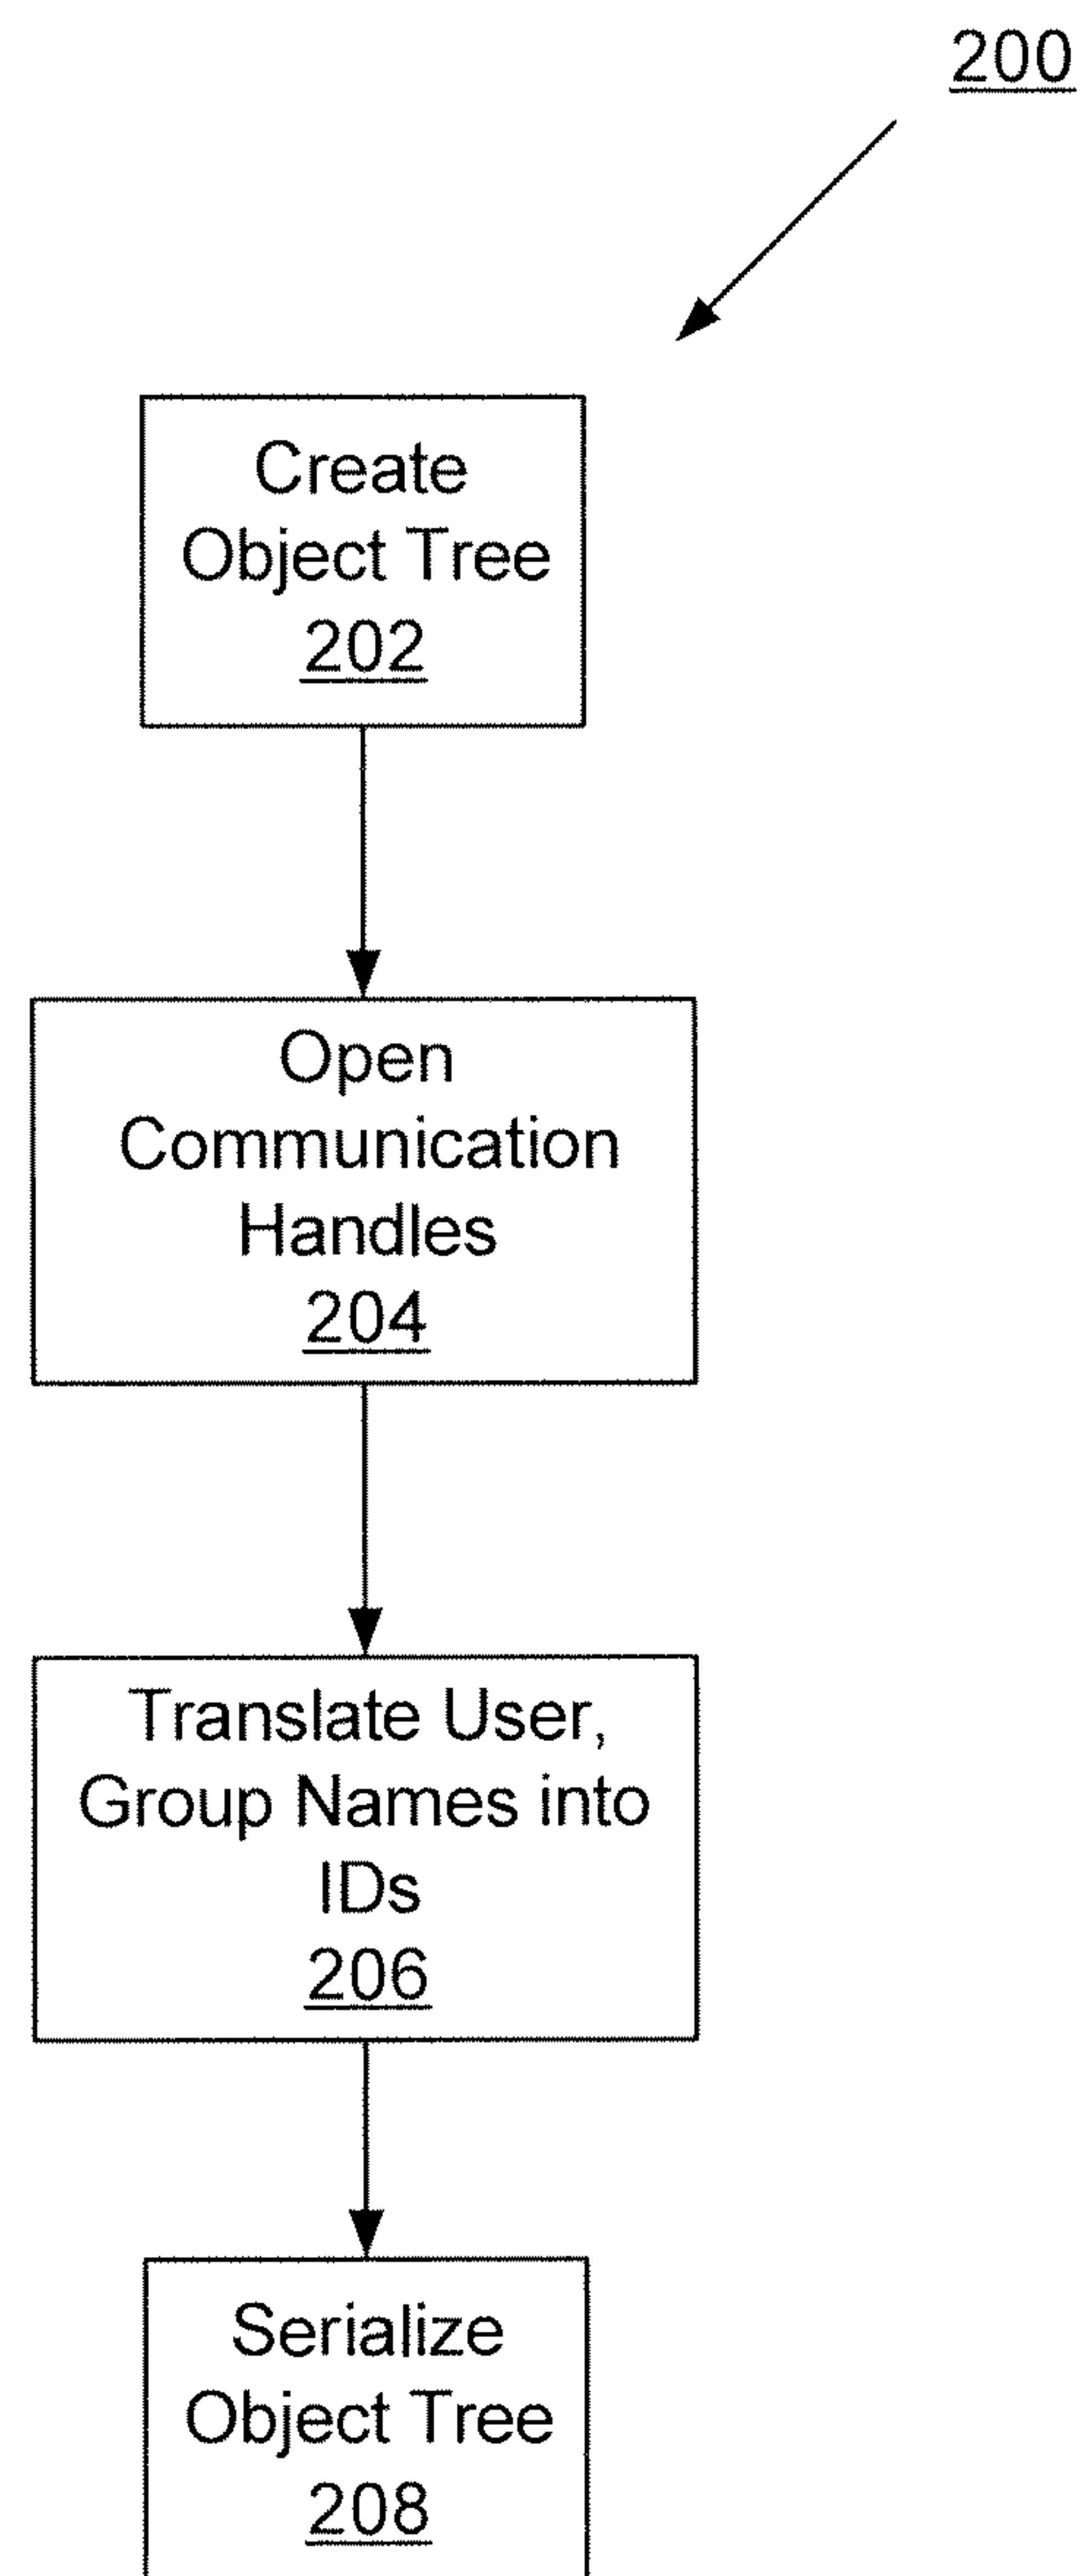 200
Create
Object Tree
202
Open
Communication
Handles
204
Translate User,
Group Names into
IDs
206
Serialize
Object Tree
208